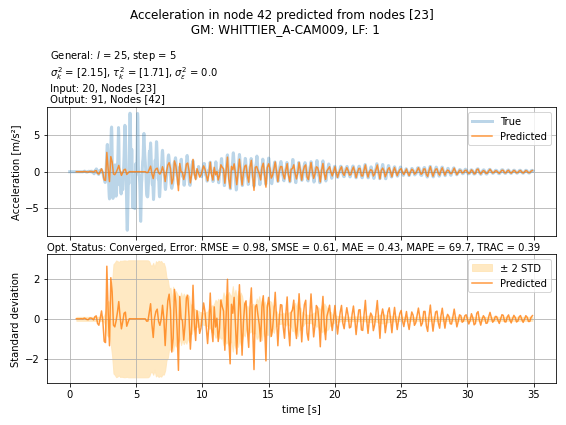 Acceleration in node 42 predicted from nodes [23]
GM: WHITTIER_A-CAM009, LF: 1
General: l = 25, step = 5
σ²ₖ = [2.15], τ²ₖ = [1.71], σ²ε = 0.0
Input: 20, Nodes [23]
Output: 91, Nodes [42]
True
Predicted
Acceleration [m/s²]
5
0
−5
Opt. Status: Converged, Error: RMSE = 0.98, SMSE = 0.61, MAE = 0.43, MAPE = 69.7, TRAC = 0.39
± 2 STD
Predicted
Standard deviation
2
0
−2
0 5 10 15 20 25 30 35
time [s]